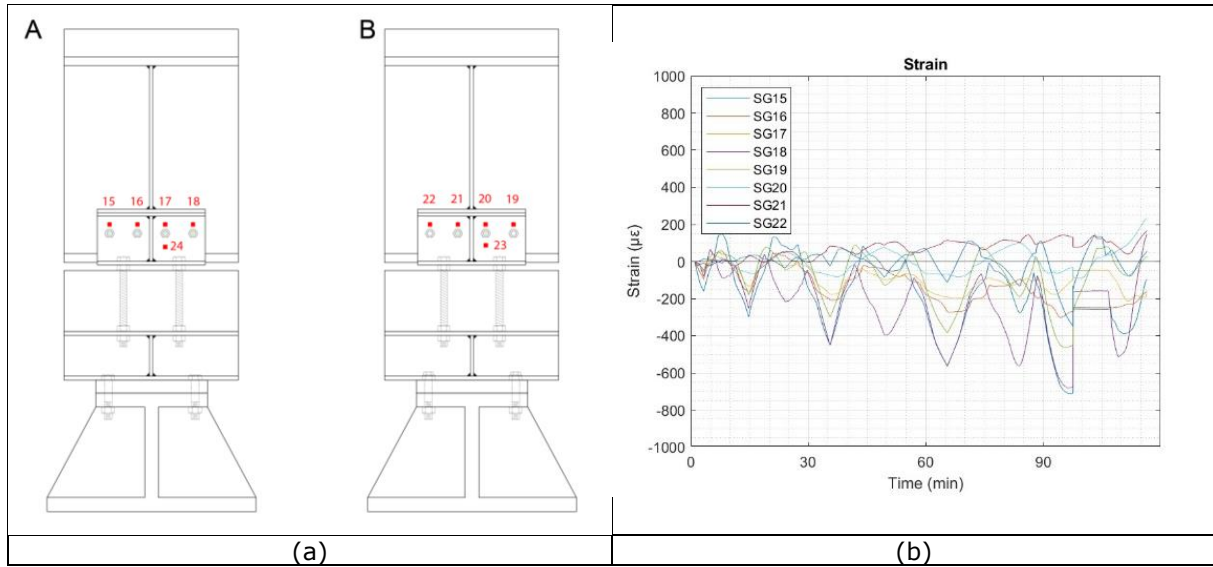 A
B
15 16 17 18
24
22 21 20 19
23
(a)
Strain
1000
800
600
400
200
0
-200
-400
-600
-800
-1000
Strain (με)
SG15
SG16
SG17
SG18
SG19
SG20
SG21
SG22
0 30 60 90
Time (min)
(b)